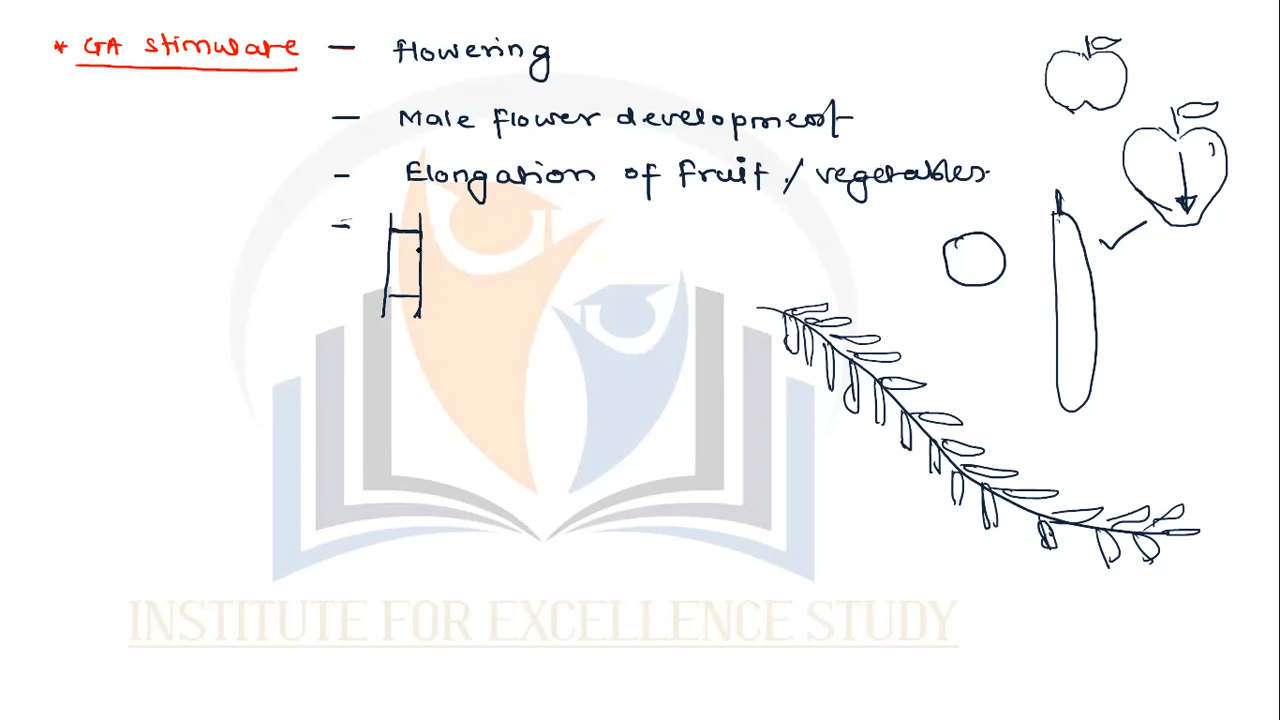 * GA stimulate – flowering
– Male flower development
- Elongation of fruit / vegetables.
INSTITUTE FOR EXCELLENCE STUDY